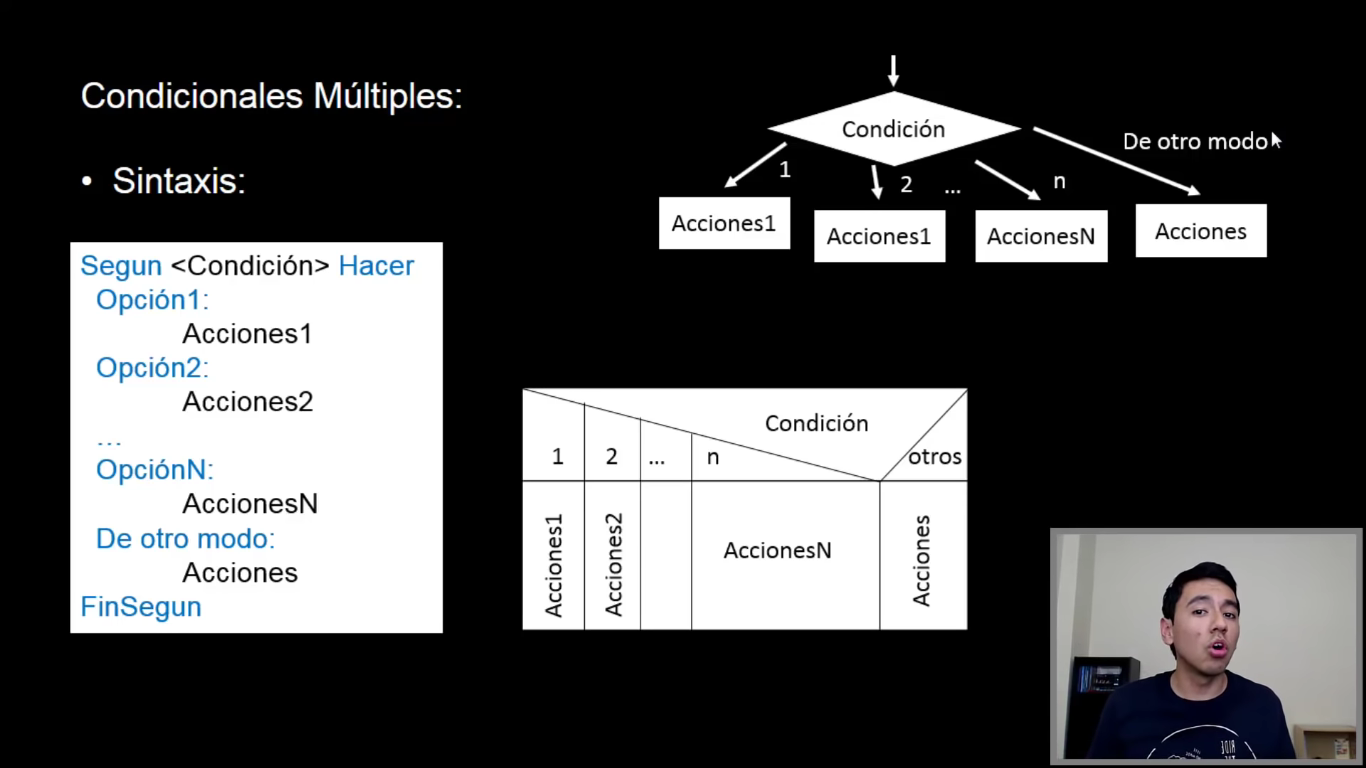 Condicionales Múltiples:
• Sintaxis:
Segun <Condición> Hacer
Opción1:
Acciones1
Opción2:
Acciones2
...
OpciónN:
AccionesN
De otro modo:
Acciones
FinSegun
Condición
De otro modo
1
2
...
n
Acciones1
Acciones1
AccionesN
Acciones
Condición
1
2
...
n
otros
Acciones1
Acciones2
AccionesN
Acciones